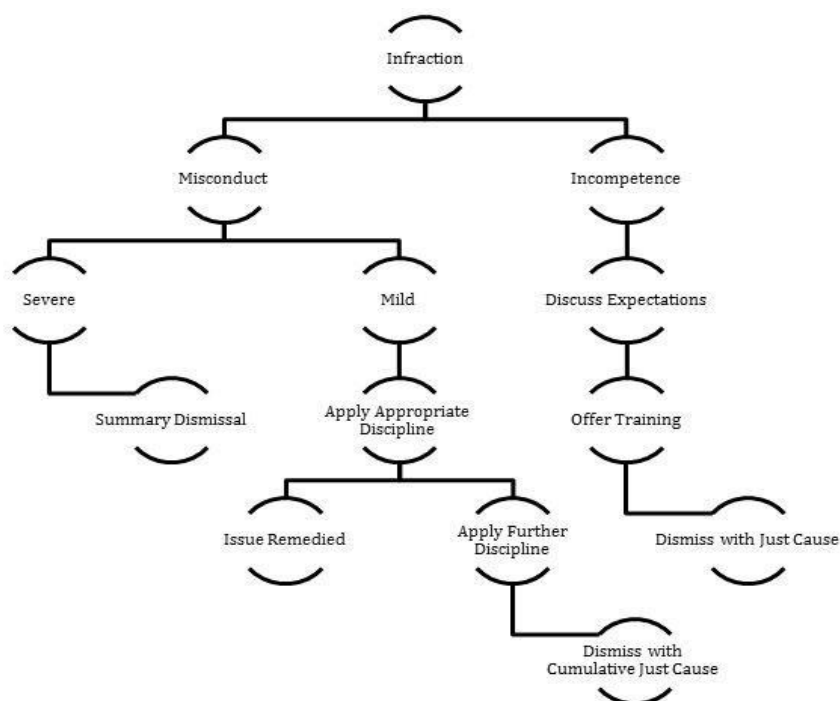 Infraction
Misconduct
Incompetence
Severe
Mild
Discuss Expectations
Summary Dismissal
Apply Appropriate
Discipline
Offer Training
Issue Remedied
Apply Further
Discipline
Dismiss with Just Cause
Dismiss with
Cumulative Just Cause